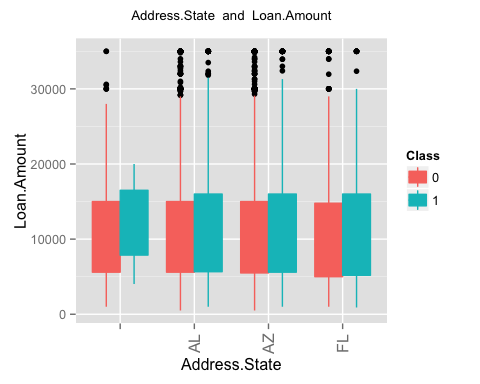 Address.State and Loan.Amount
Loan.Amount
30000
20000
10000
0
AL
AZ
FL
Address.State
Class
0
1